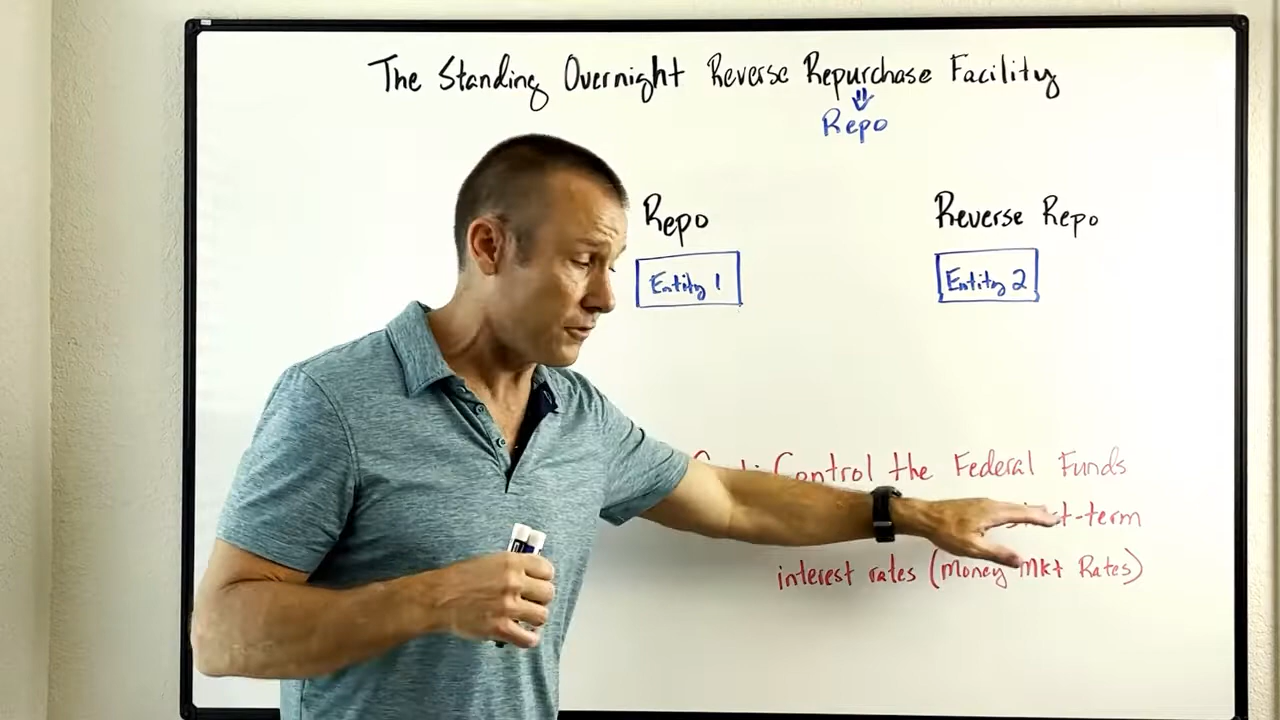 The Standing Overnight Reverse Repurchase Facility
Repo
Repo
Reverse Repo
Entity 1
Entity 2
Control the Federal Funds
-term
interest rates (Money Mkt Rates)